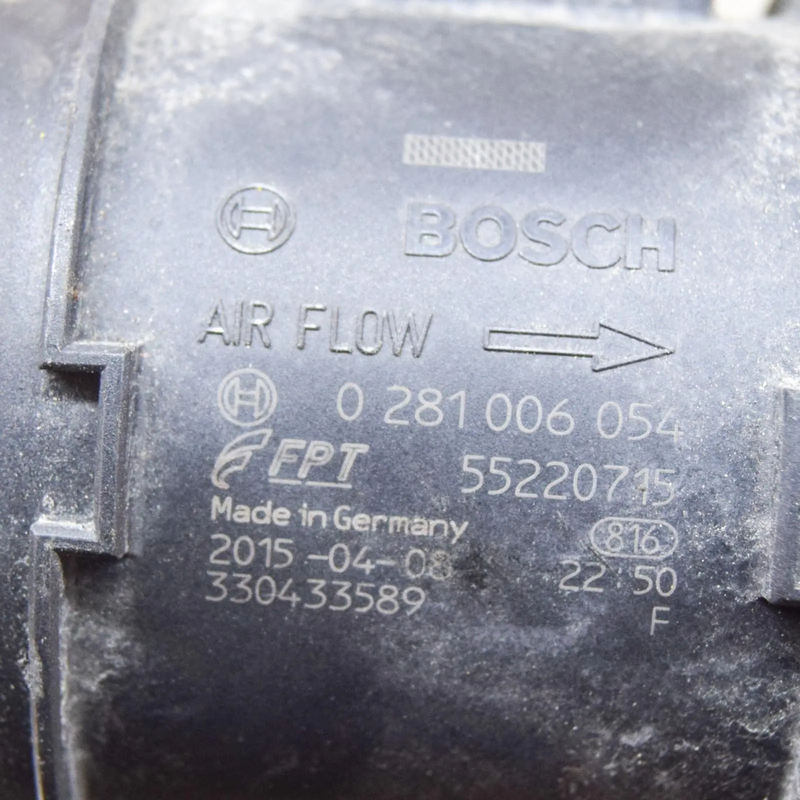 BOSCH
AIR FLOW
0 281 006 054
FPT 55220715
Made in Germany 816
2015-04-08 22 50
330433589 F